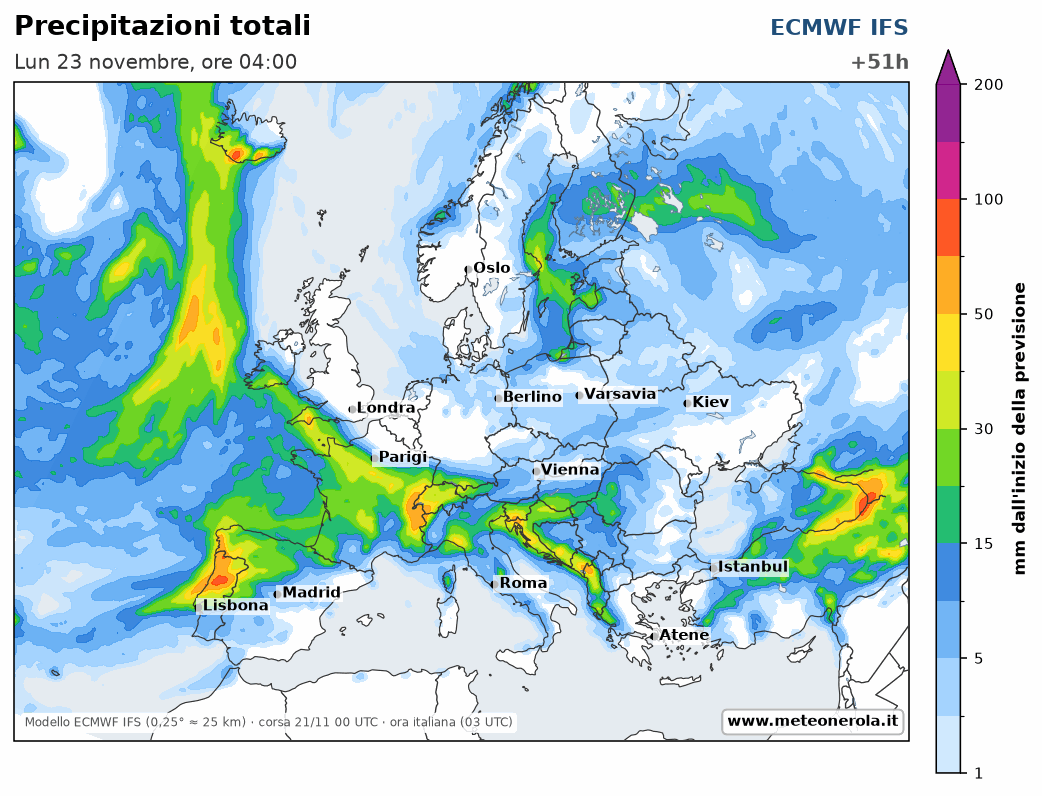 Precipitazioni totali
ECMWF IFS
Lun 23 novembre, ore 04:00
+51h
200
100
50
30
15
5
1
mm dall'inizio della previsione
Oslo
Londra
Berlino
Varsavia
Kiev
Parigi
Vienna
Roma
Istanbul
Madrid
Lisbona
Atene
Modello ECMWF IFS (0,25° ≈ 25 km) · corsa 21/11 00 UTC · ora italiana (03 UTC)
www.meteonerola.it